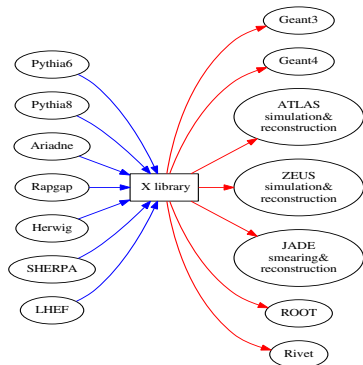 Pythia6
Pythia8
Ariadne
Rapgap
Herwig
SHERPA
LHEF
X library
Geant3
Geant4
ATLAS
simulation&
reconstruction
ZEUS
simulation&
reconstruction
JADE
smearing&
reconstruction
ROOT
Rivet